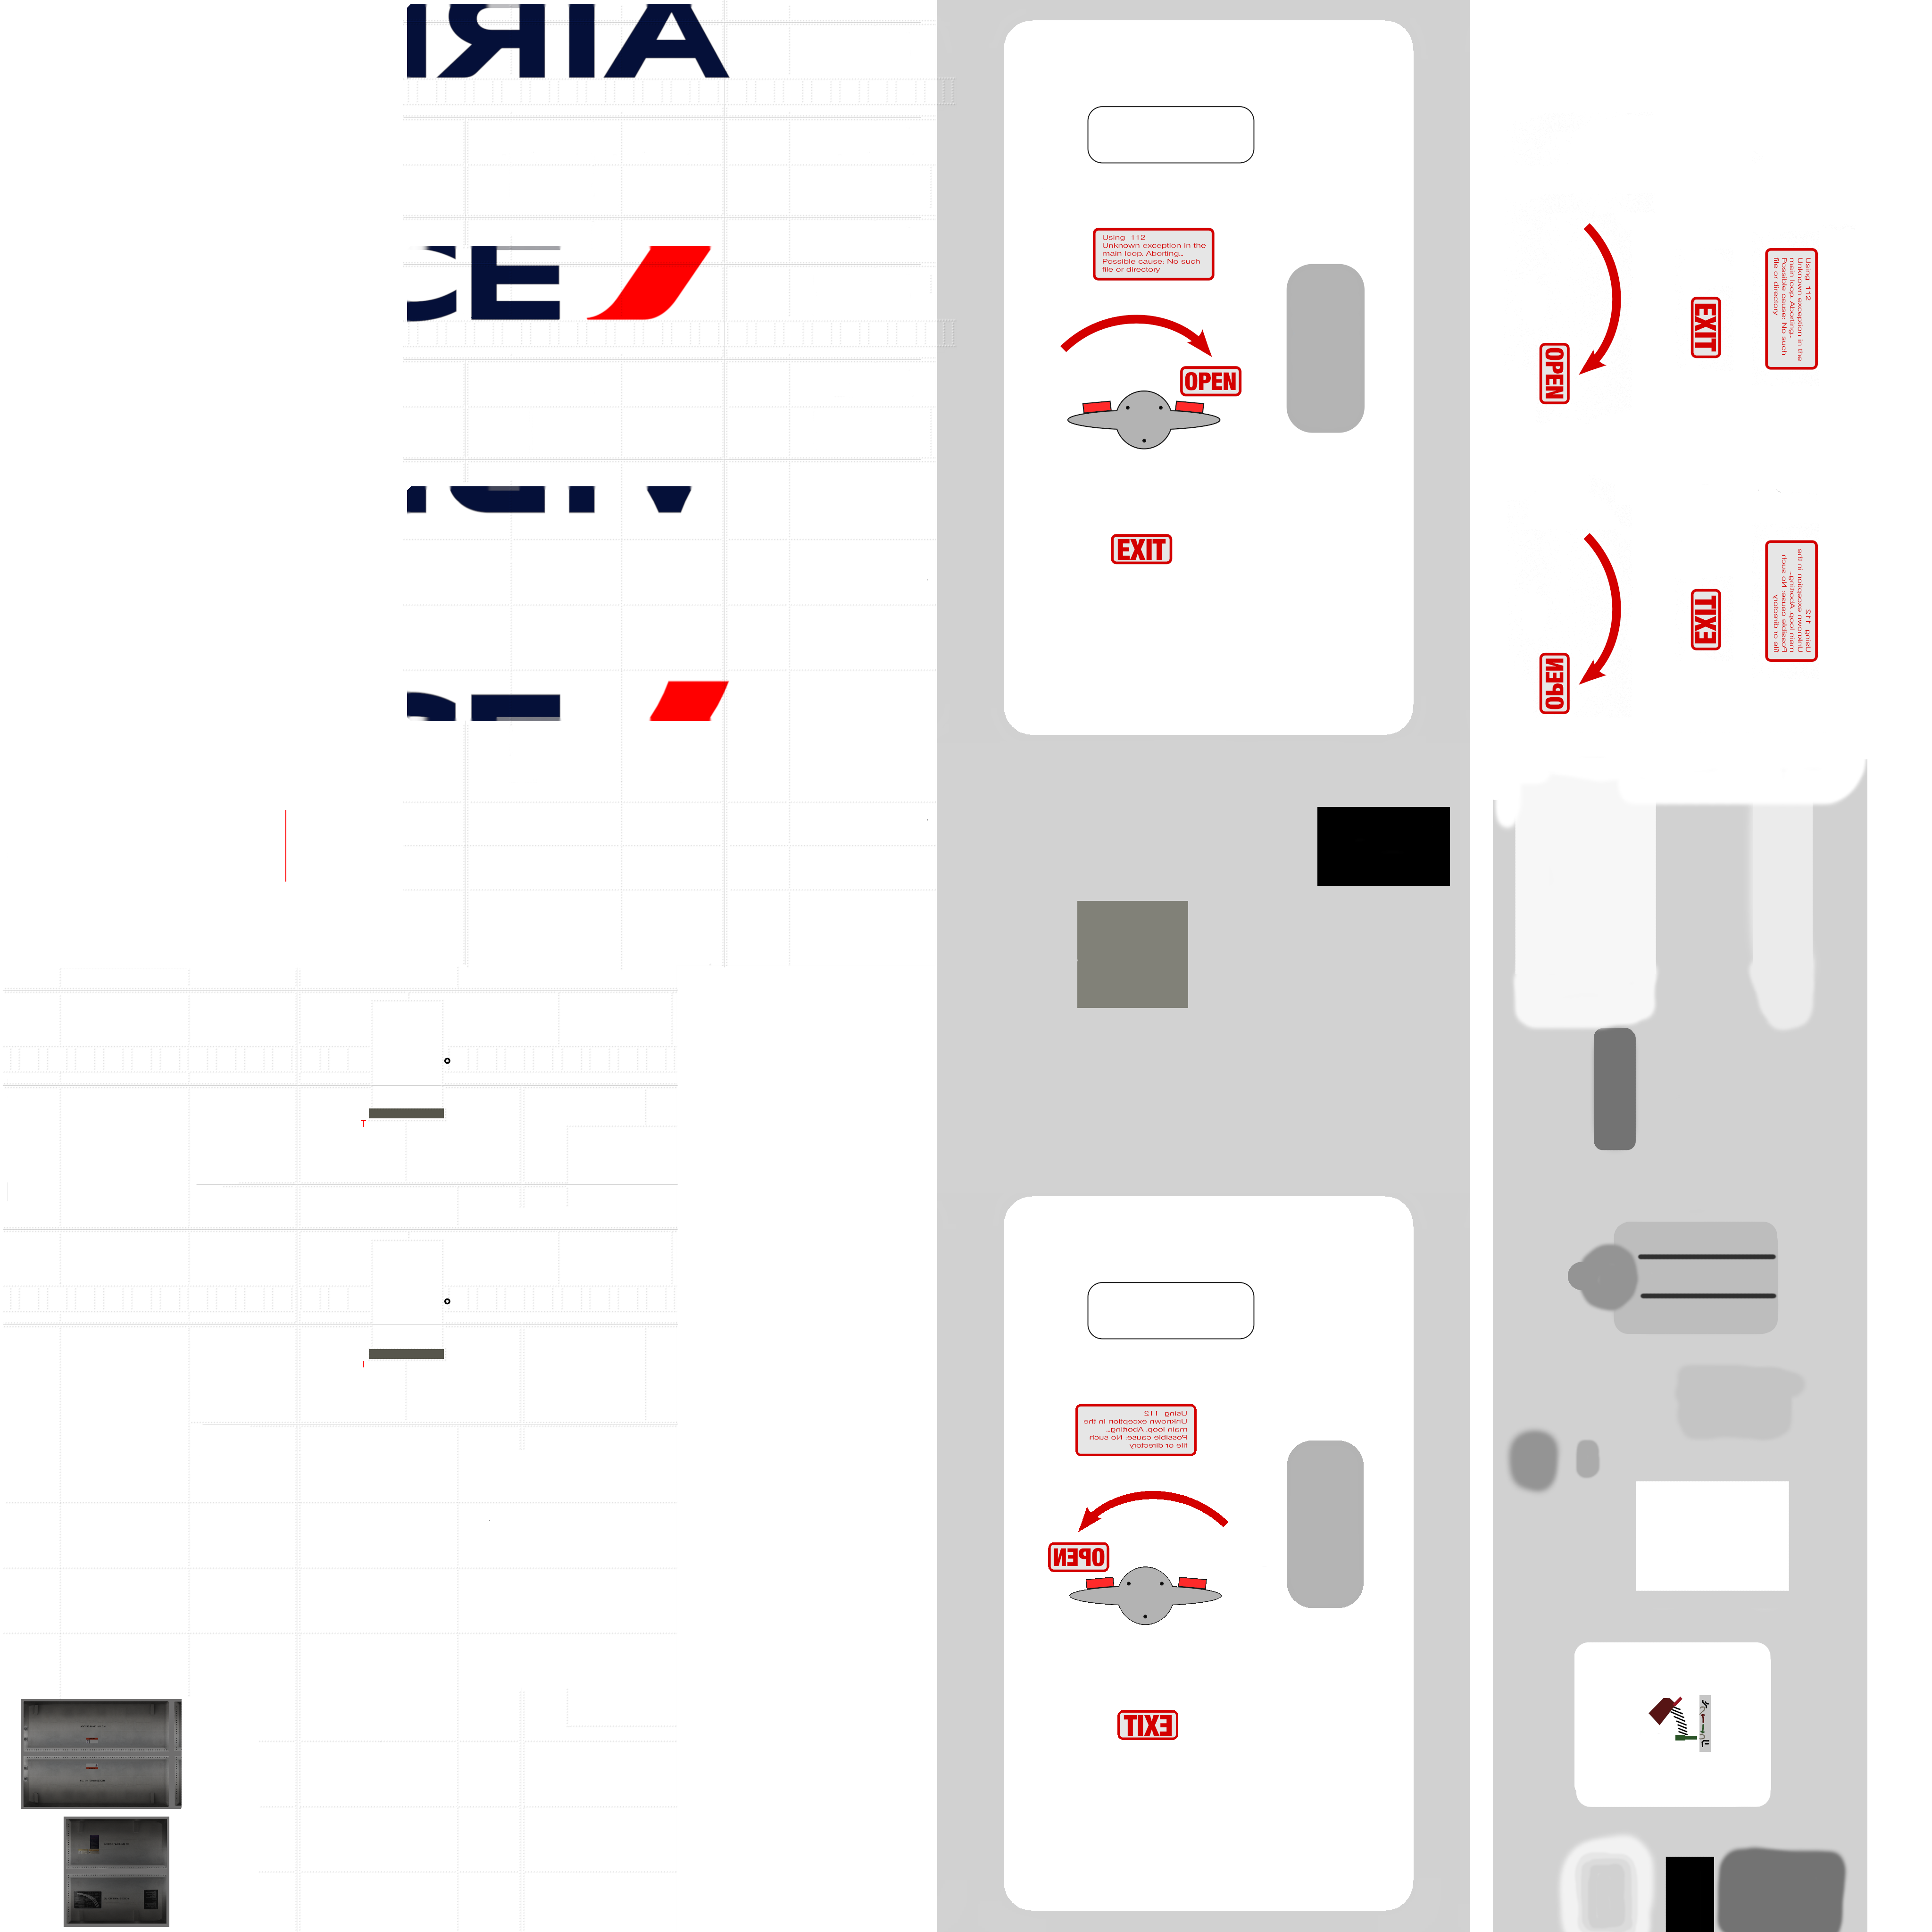 AIRI
CE
Using 112
Unknown exception in the
main loop. Aborting...
Possible cause: No such
file or directory
OPEN
EXIT
OPEN
EXIT
Using 112
Unknown exception in the
main loop. Aborting...
Possible cause: No such
file or directory
OPEN
EXIT
Using 112
Unknown exception in the
main loop. Aborting...
Possible cause: No such
file or directory
T
T
Using 112
Unknown exception in the
main loop. Aborting...
Possible cause: No such
file or directory
OPEN
EXIT